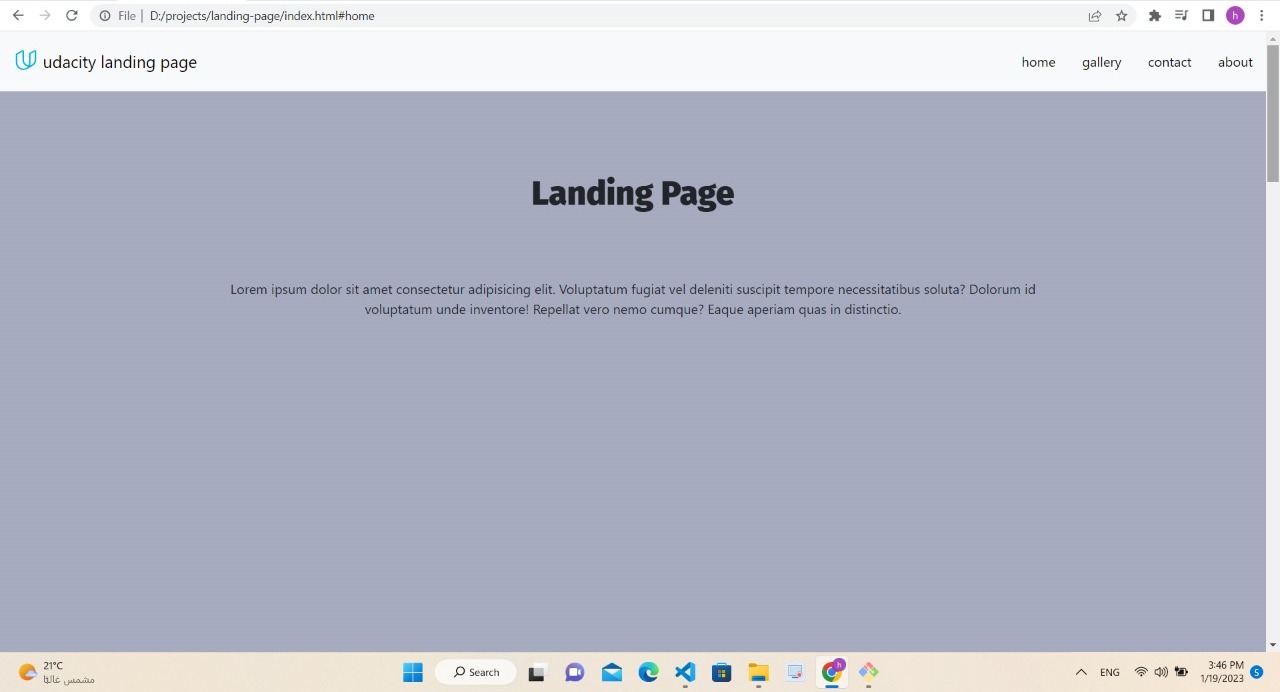 File | D:/projects/landing-page/index.html#home
h
udacity landing page
home gallery contact about
Landing Page
Lorem ipsum dolor sit amet consectetur adipisicing elit. Voluptatum fugiat vel deleniti suscipit tempore necessitatibus soluta? Dolorum id
voluptatum unde inventore! Repellat vero nemo cumque? Eaque aperiam quas in distinctio.
21°C
مشمس غالبًا
Search
h
ENG
3:46 PM
1/19/2023
5